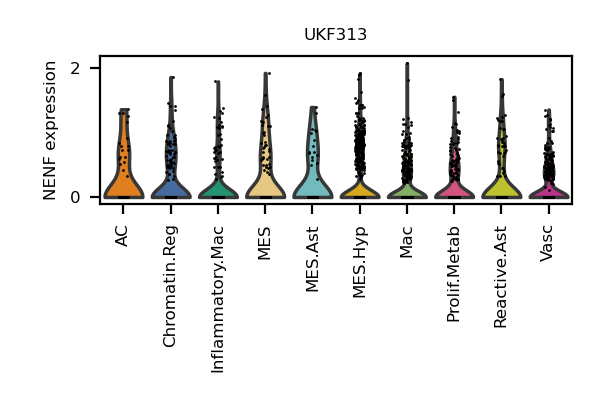 UKF313
NENF expression
2
0
AC
Chromatin.Reg
Inflammatory.Mac
MES
MES.Ast
MES.Hyp
Mac
Prolif.Metab
Reactive.Ast
Vasc